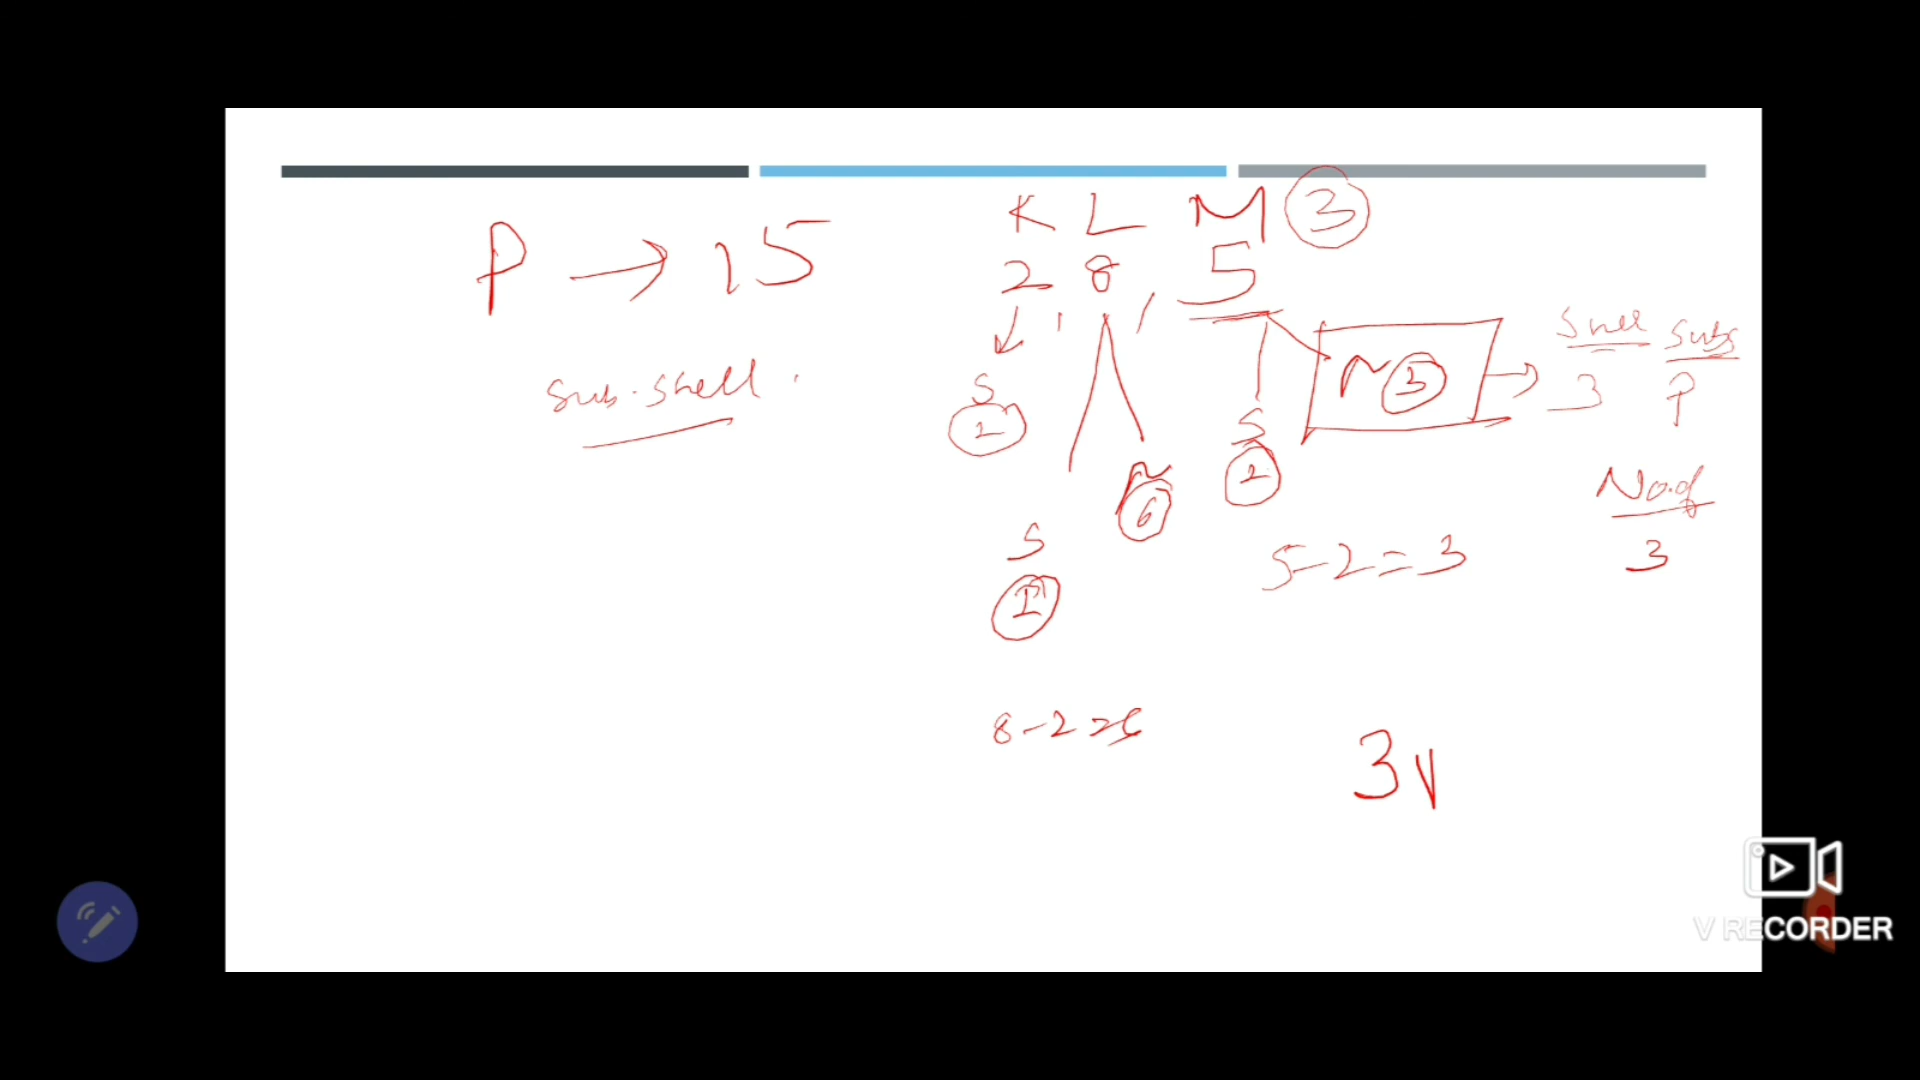 K L M 3
P → 15 2 8, 5
Shell Subs
3 → 3 P
Sub-shell.
S S
2 2
6
No. of
S 5-2=3 3
2
8-2=6
3
V RECORDER